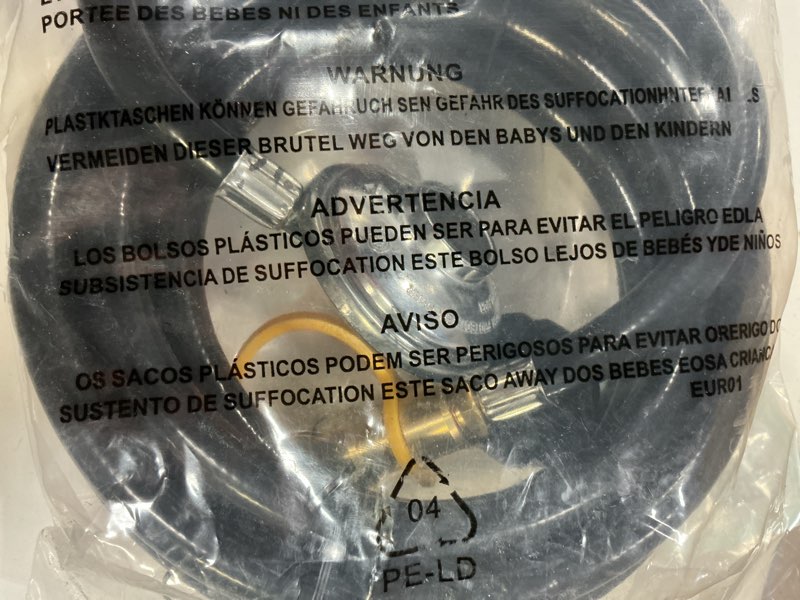 PORTEE DES BEBES NI DES ENFANTS
WARNUNG
PLASTKTASCHEN KÖNNEN GEFAHRUCH SEN GEFAHR DES
VERMEIDEN DIESER BRUTEL WEG VON DEN BABYS UND DEN KINDERN
ADVERTENCIA
LOS BOLSOS PLÁSTICOS PUEDEN SER PARA EVITAR EL PELIGRO EDLA
SUBSISTENCIA DE SUFFOCATION ESTE BOLSO LEJOS DE BEBÉS YDE NIÑOS
AVISO
OS SACOS PLÁSTICOS PODEM SER PERIGOSOS PARA EVITAR ORERIGO DO
SUSTENTO DE SUFFOCATION ESTE SACO AWAY DOS BEBES EOSA
EUR01
04
PE-LD